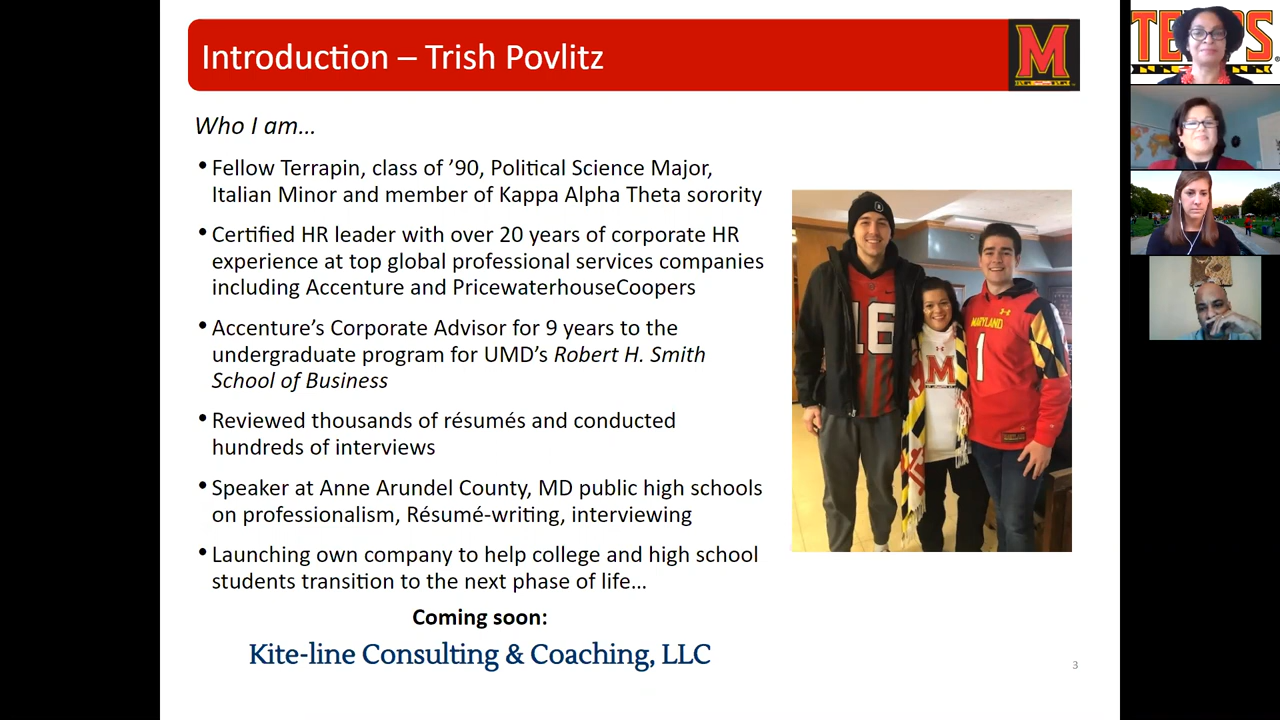 Introduction – Trish Povlitz
M
TERPS
Who I am...
• Fellow Terrapin, class of ’90, Political Science Major,
Italian Minor and member of Kappa Alpha Theta sorority
• Certified HR leader with over 20 years of corporate HR
experience at top global professional services companies
including Accenture and PricewaterhouseCoopers
• Accenture’s Corporate Advisor for 9 years to the
undergraduate program for UMD’s Robert H. Smith
School of Business
• Reviewed thousands of résumés and conducted
hundreds of interviews
• Speaker at Anne Arundel County, MD public high schools
on professionalism, Résumé-writing, interviewing
• Launching own company to help college and high school
students transition to the next phase of life...
Coming soon:
Kite-line Consulting & Coaching, LLC
16
M
MARYLAND
1
3